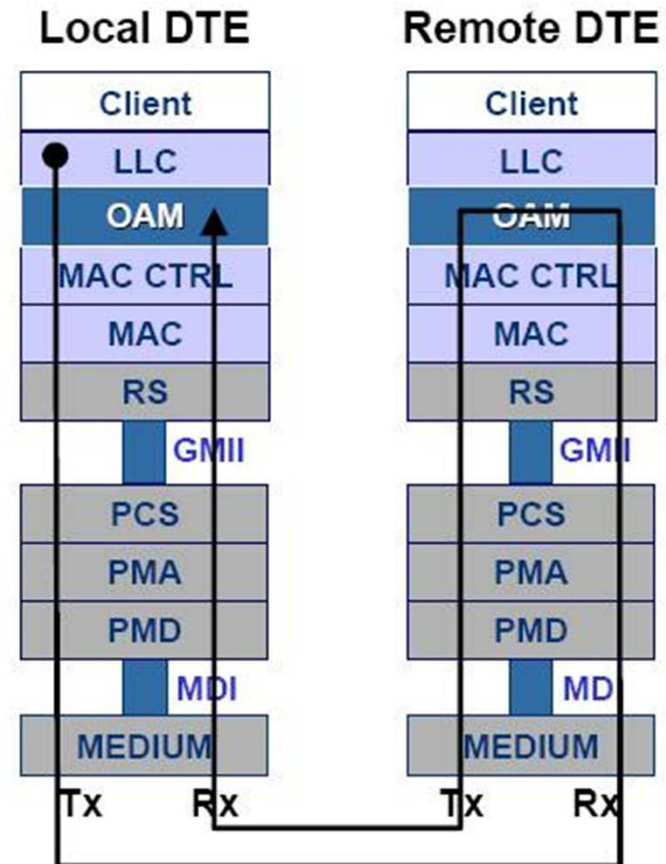 Local DTE
Client
LLC
OAM
MAC CTRL
MAC
RS
GMII
PCS
PMA
PMD
MDI
MEDIUM
Tx Rx
Remote DTE
Client
LLC
OAM
MAC CTRL
MAC
RS
GMII
PCS
PMA
PMD
MDI
MEDIUM
Tx Rx